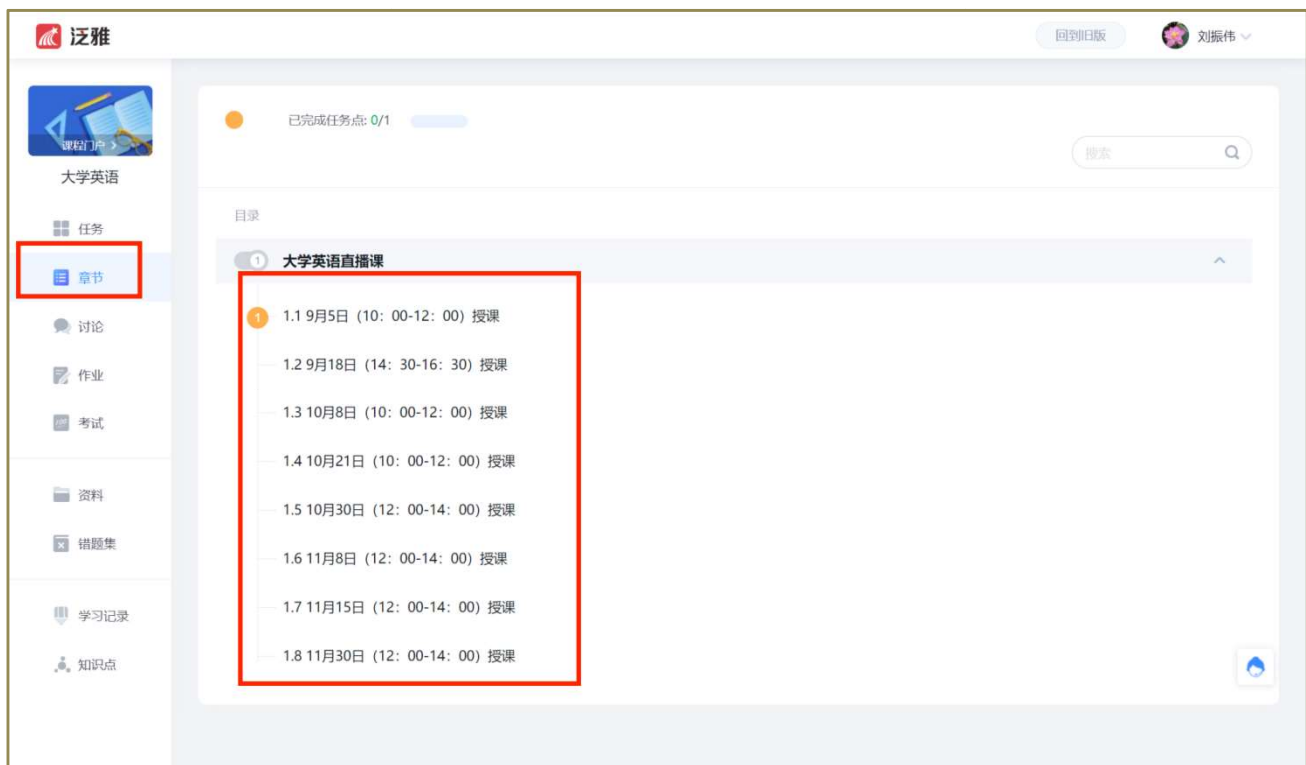 泛雅
回到旧版
刘振伟
课程门户 >
大学英语
任务
章节
讨论
作业
考试
资料
错题集
学习记录
知识点
已完成任务点: 0/1
搜索
目录
1 大学英语直播课
1 1.1 9月5日（10：00-12：00）授课
1.2 9月18日（14：30-16：30）授课
1.3 10月8日（10：00-12：00）授课
1.4 10月21日（10：00-12：00）授课
1.5 10月30日（12：00-14：00）授课
1.6 11月8日（12：00-14：00）授课
1.7 11月15日（12：00-14：00）授课
1.8 11月30日（12：00-14：00）授课